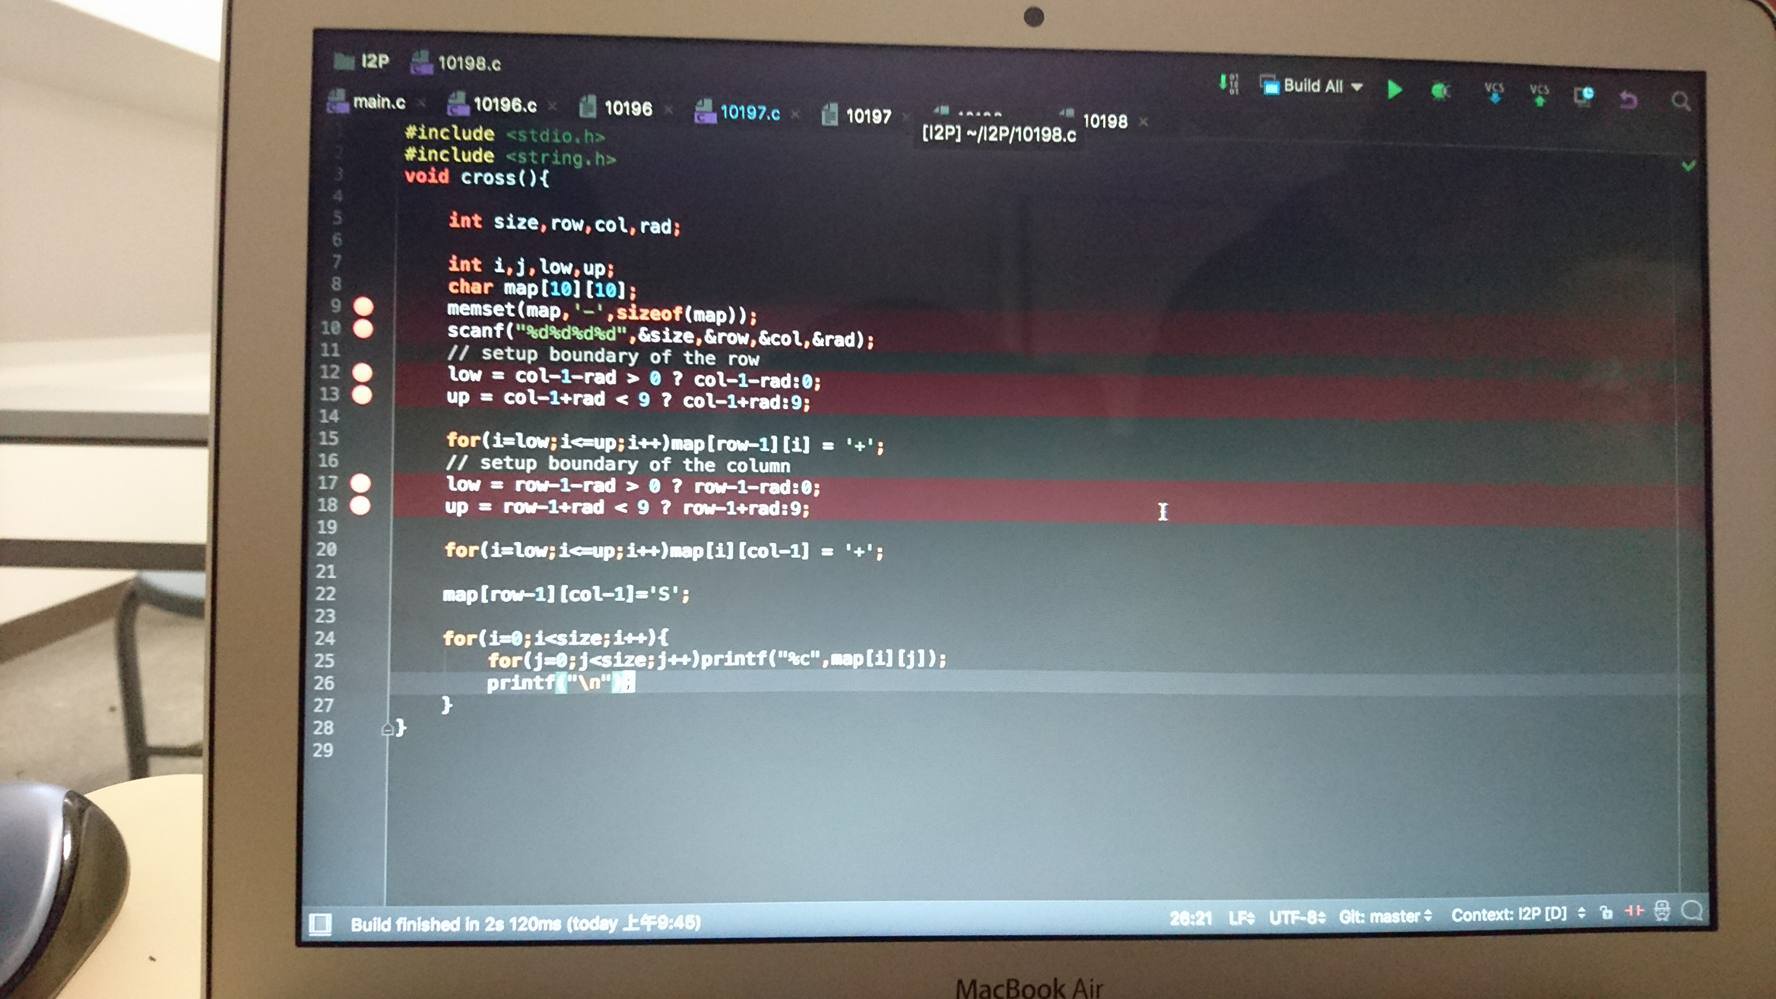 I2P 10198.c
Build All
VCS VCS
main.c 10196.c 10196 10197.c 10197 10198
[I2P] ~/I2P/10198.c
1 #include <stdio.h>
2 #include <string.h>
3 void cross(){
4
5 int size,row,col,rad;
6
7 int i,j,low,up;
8 char map[10][10];
9 memset(map,'-',sizeof(map));
10 scanf("%d%d%d%d",&size,&row,&col,&rad);
11 // setup boundary of the row
12 low = col-1-rad > 0 ? col-1-rad:0;
13 up = col-1+rad < 9 ? col-1+rad:9;
14
15 for(i=low;i<=up;i++)map[row-1][i] = '+';
16 // setup boundary of the column
17 low = row-1-rad > 0 ? row-1-rad:0;
18 up = row-1+rad < 9 ? row-1+rad:9;
19
20 for(i=low;i<=up;i++)map[i][col-1] = '+';
21
22 map[row-1][col-1]='S';
23
24 for(i=0;i<size;i++){
25 for(j=0;j<size;j++)printf("%c",map[i][j]);
26 printf("\n");
27 }
28 }
29
Build finished in 2s 120ms (today 上午9:45) 26:21 LF UTF-8 Git: master Context: I2P [D]
MacBook Air